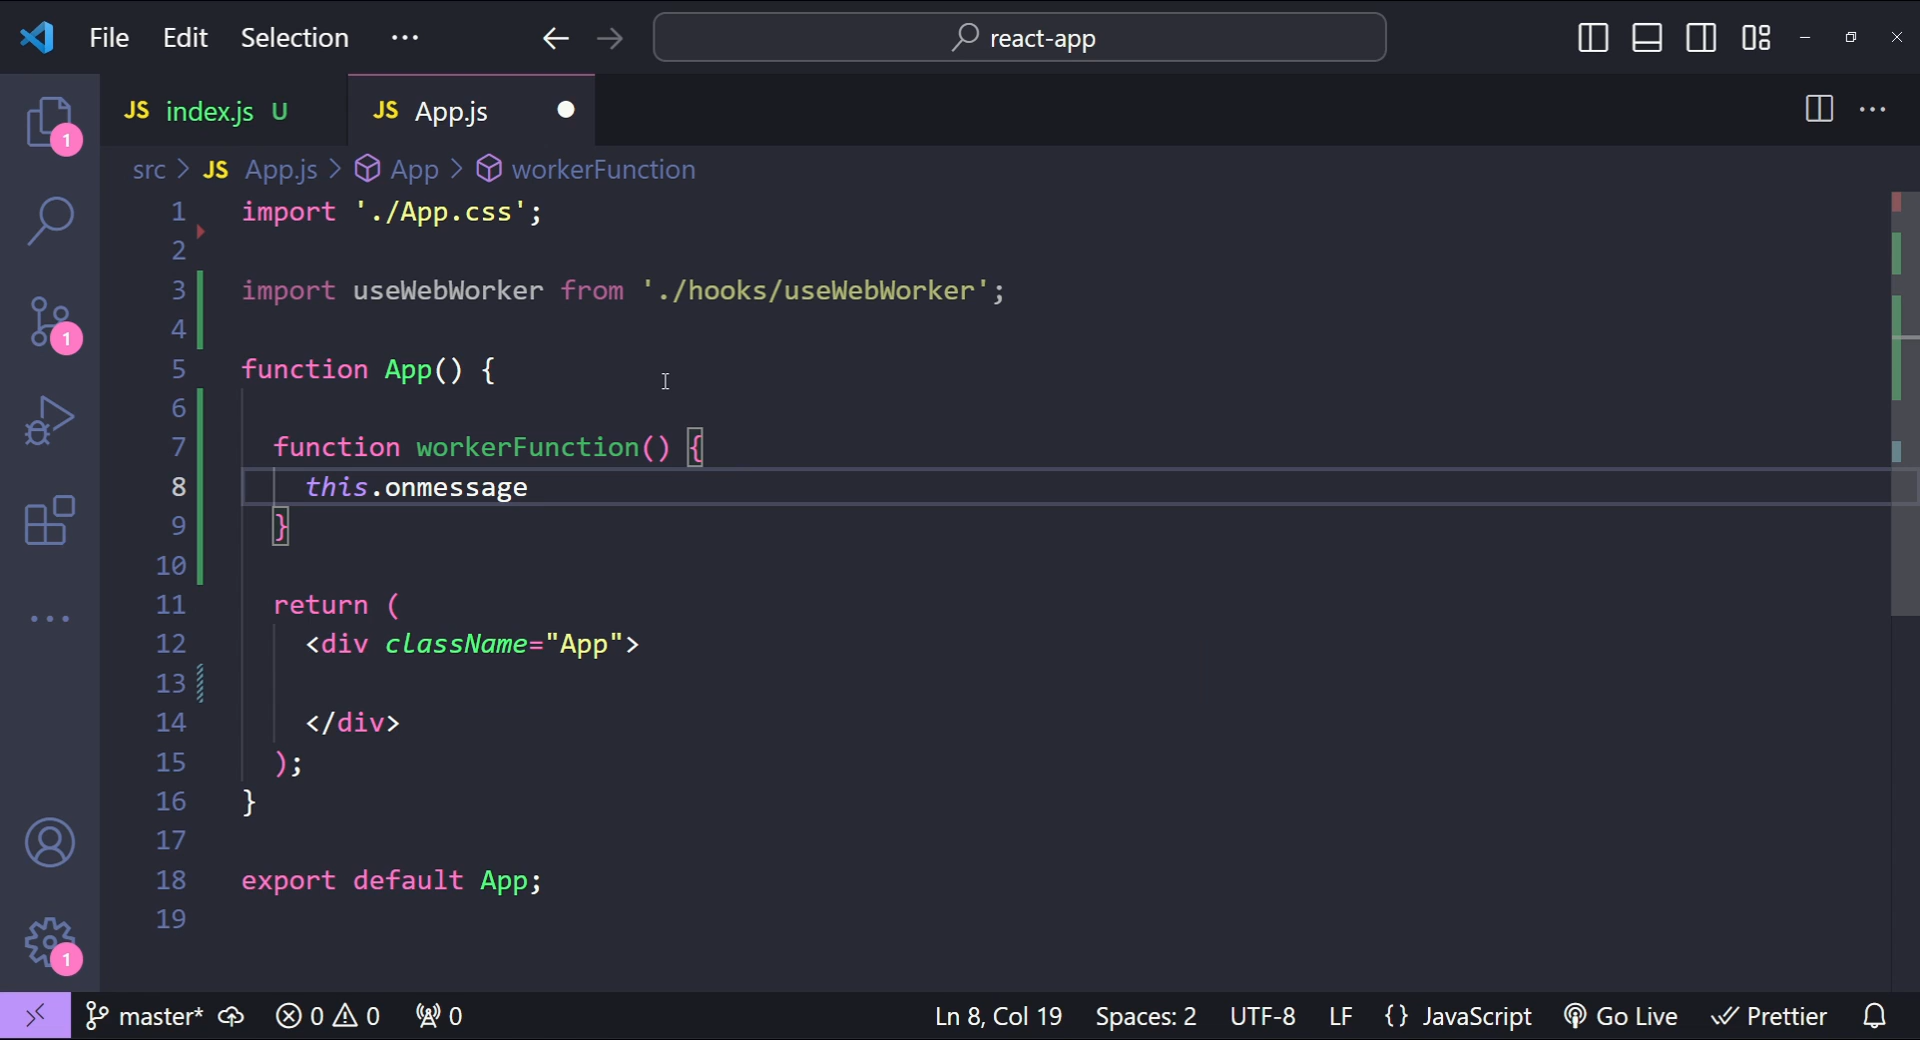 File Edit Selection ···
react-app
JS index.js U
JS App.js
src > JS App.js > App > workerFunction
1 import './App.css';
2
3 import useWebWorker from './hooks/useWebWorker';
4
5 function App() {
6
7 function workerFunction() {
8 this.onmessage
9 }
10
11 return (
12 <div className="App">
13
14 </div>
15 );
16 }
17
18 export default App;
19
1
1
1
master* 0 0 0 Ln 8, Col 19 Spaces: 2 UTF-8 LF {} JavaScript Go Live Prettier